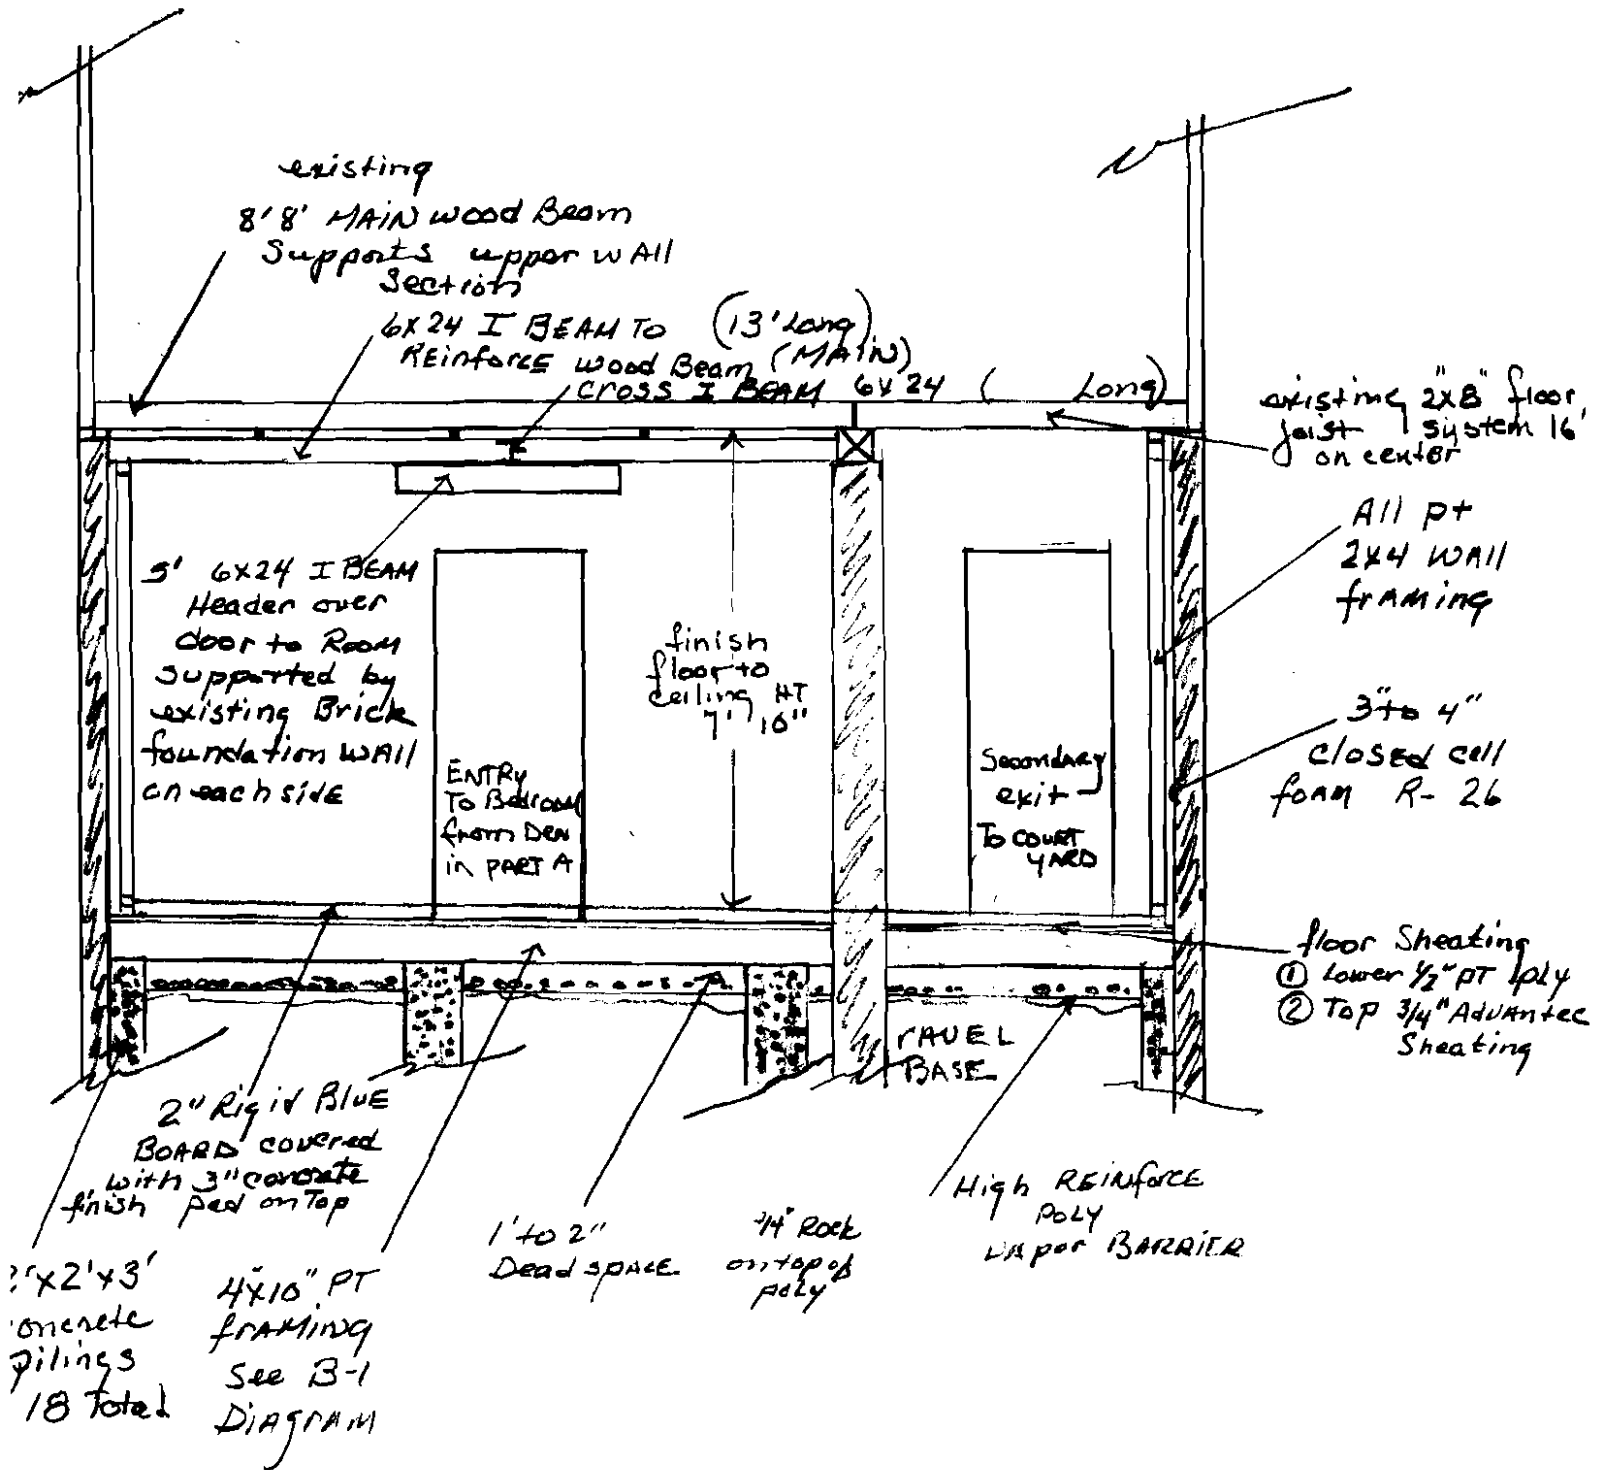 existing
8'8' MAIN wood Beam
Supports uppor wAll
Section
6X24 I BEAM TO (13' Long)
REinforcE wood Beam (MAIN)
CROSS I BEAM 6X24 ( Long)
existing 2"x8" floor
joist system 16'
on center
All pt
2x4 WAll
frAMing
3" to 4"
closed cell
foam R-26
5' 6X24 I BEAM
Header over
door to Room
supported by
existing Brick
foundation WAll
on each side
finish
floor to
ceiling HT
7' 10"
ENTRy
To Bedroom
from DEN
in PART A
Secondary
exit
To COURT
YARD
floor Sheating
① Lower 1/2" PT ply
② Top 3/4" AdvAntec
Sheating
RAVEL
BASE
2" Rigid BLUE
BOARD covered
with 3" concrete
finish pad on Top
2'x2'x3'
oncrete
pilings
18 Total
4"x10" PT
frAMing
See B-1
DIAgRAM
1' to 2"
Dead spACE
3/4" Rock
on top of
poly
High REINforcE
POLY
VApor BARRIER